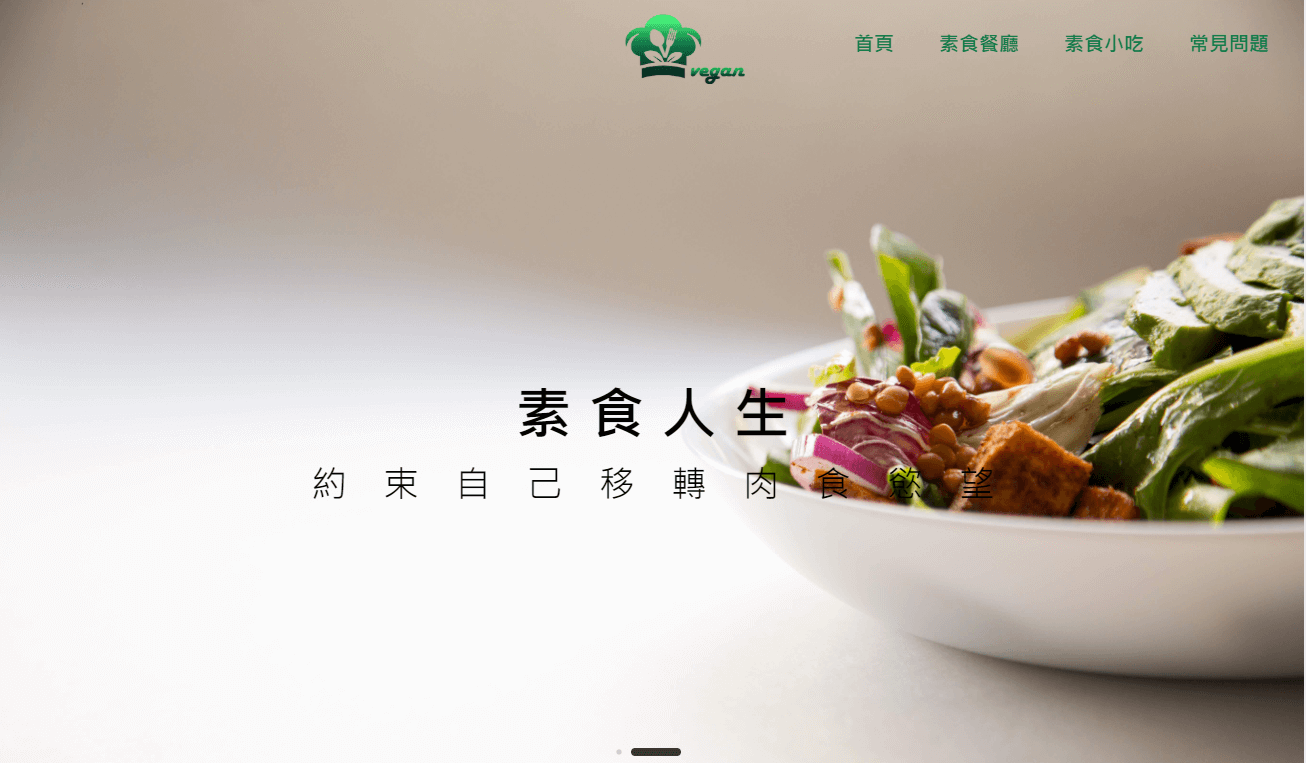 vegan
首頁
素食餐廳
素食小吃
常見問題
素食人生
約束自己移轉肉食慾望